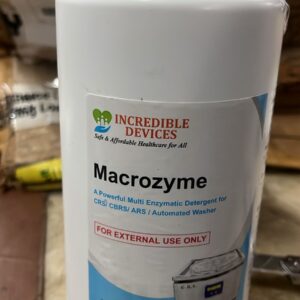 INCREDIBLE
DEVICES
Safe & Affordable Healthcare for All
Macrozyme
A Powerful Multi Enzymatic Detergent for
CRS/ CBRS/ ARS / Automated Washer
FOR EXTERNAL USE ONLY